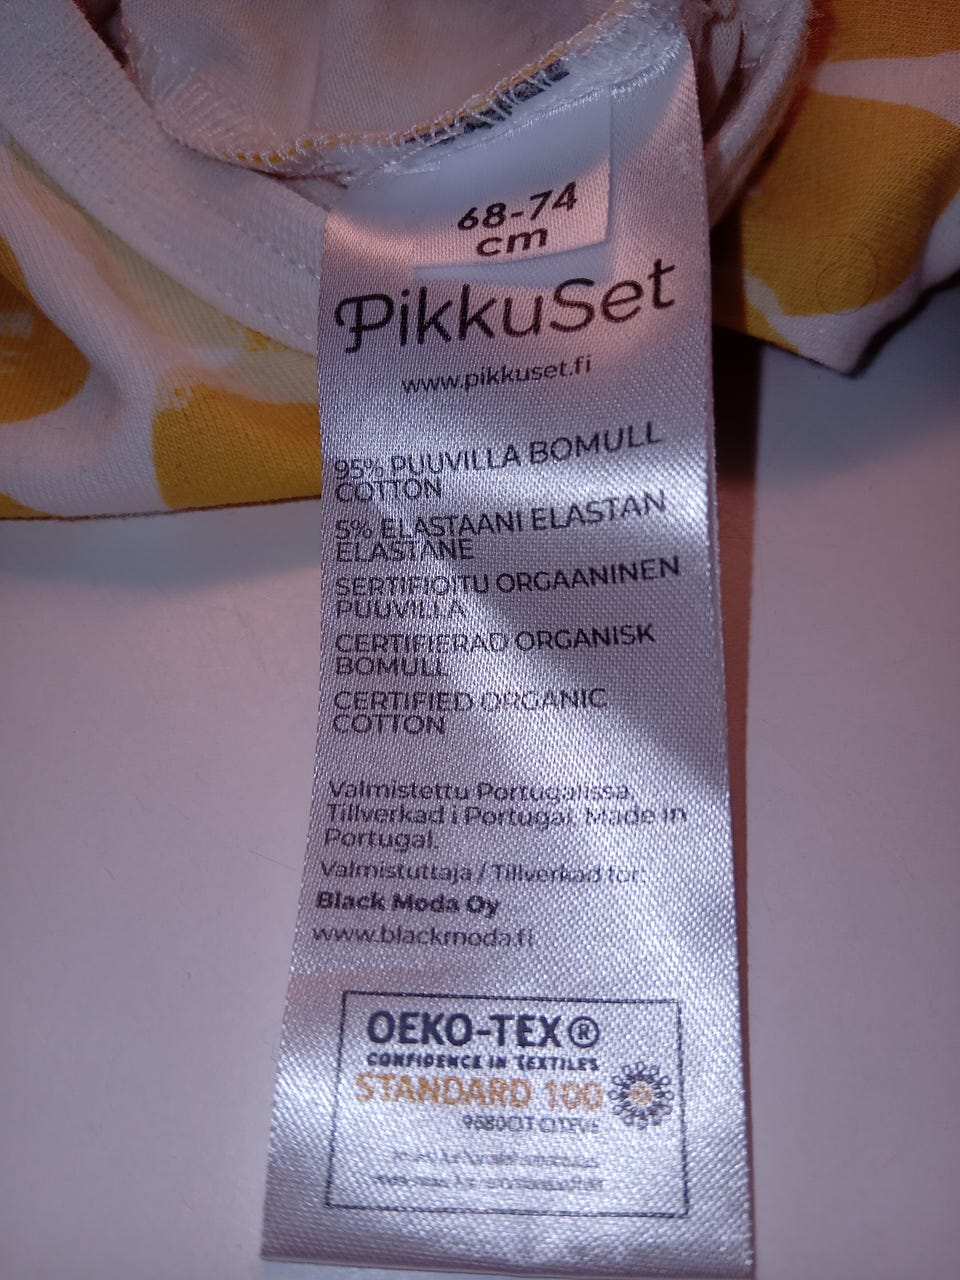 68-74
cm
PikkuSet
www.pikkuset.fi
95% PUUVILLA BOMULL
COTTON
5% ELASTAANI ELASTAN
ELASTANE
SERTIFIOITU ORGAANINEN
PUUVILLA
CERTIFIERAD ORGANISK
BOMULL
CERTIFIED ORGANIC
COTTON
Valmistettu Portugalissa.
Tillverkad i Portugal. Made in
Portugal.
Valmistuttaja / Tillverkad för:
Black Moda Oy
www.blackmoda.fi
OEKO-TEX®
CONFIDENCE IN TEXTILES
STANDARD 100
CITEVE